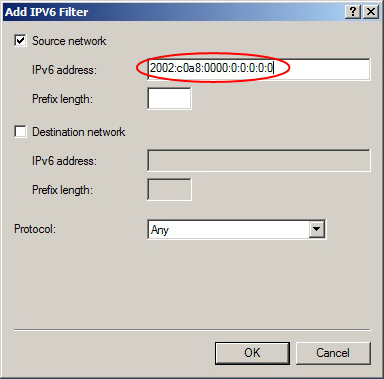 Add IPV6 Filter
Source network
IPv6 address:
2002:c0a8:0000:0:0:0:0:0
Prefix length:
Destination network
IPv6 address:
Prefix length:
Protocol:
Any
OK
Cancel